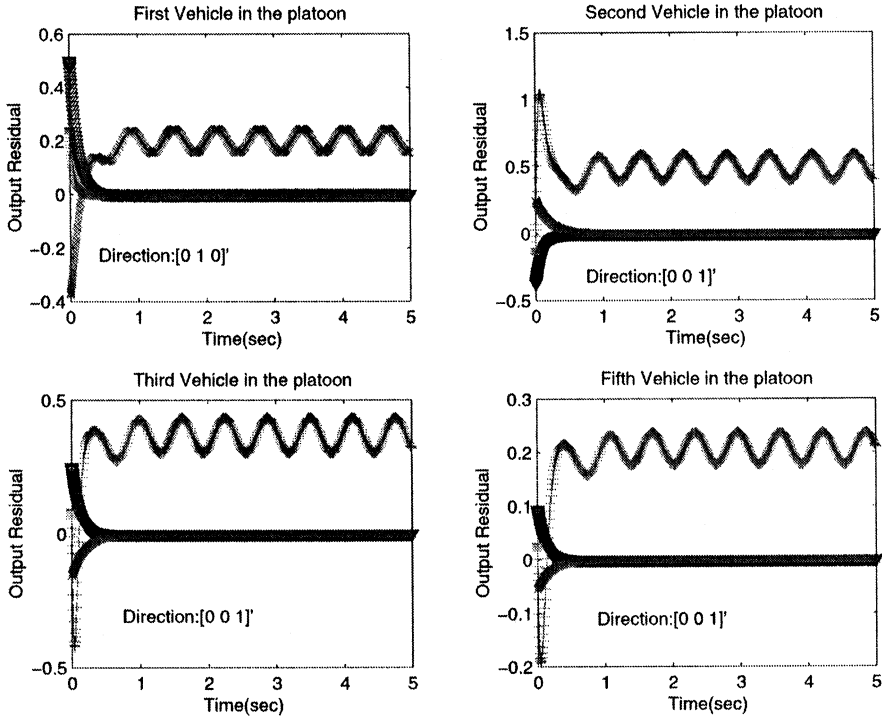 First Vehicle in the platoon
0.6
0.4
0.2
0
−0.2
−0.4
Output Residual
Direction:[0 1 0]'
0 1 2 3 4 5
Time(sec)
Second Vehicle in the platoon
1.5
1
0.5
0
−0.5
Output Residual
Direction:[0 0 1]'
0 1 2 3 4 5
Time(sec)
Third Vehicle in the platoon
0.5
0
−0.5
Output Residual
Direction:[0 0 1]'
0 1 2 3 4 5
Time(sec)
Fifth Vehicle in the platoon
0.3
0.2
0.1
0
−0.1
−0.2
Output Residual
Direction:[0 0 1]'
0 1 2 3 4 5
Time(sec)